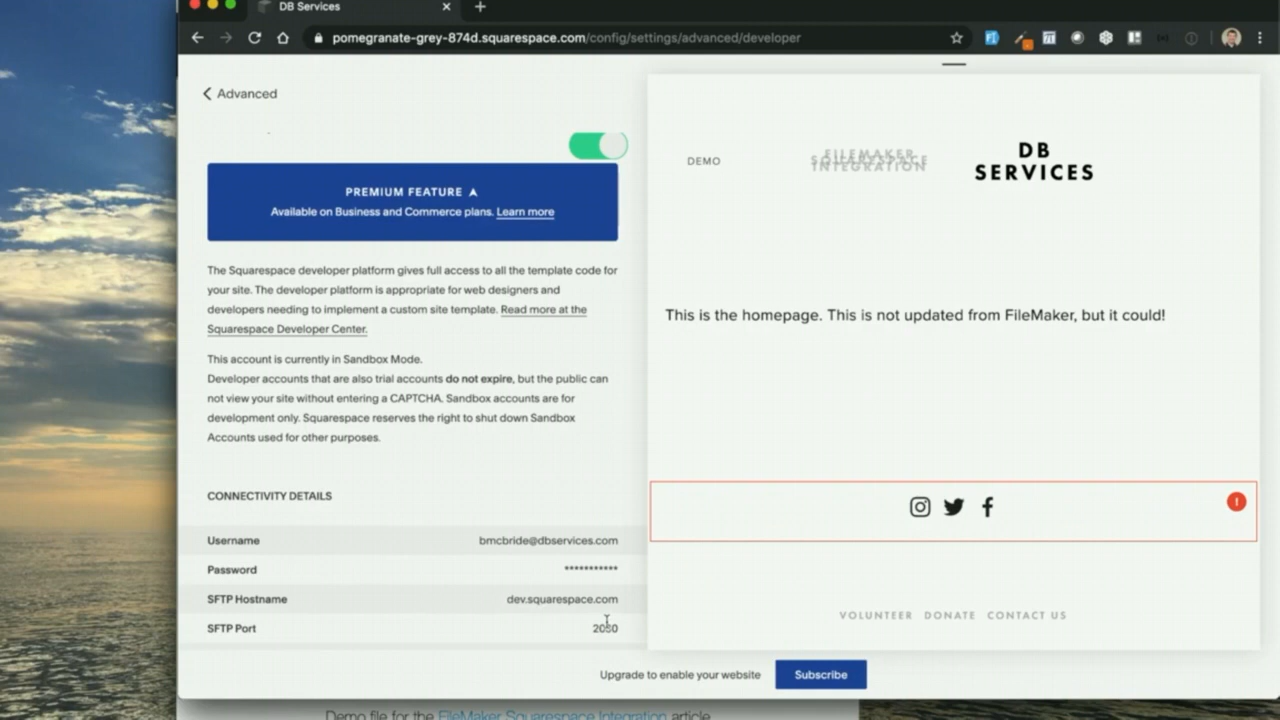 DB Services
pomegranate-grey-874d.squarespace.com/config/settings/advanced/developer
Advanced
PREMIUM FEATURE
Available on Business and Commerce plans. Learn more
The Squarespace developer platform gives full access to all the template code for
your site. The developer platform is appropriate for web designers and
developers needing to implement a custom site template. Read more at the
Squarespace Developer Center.
This account is currently in Sandbox Mode.
Developer accounts that are also trial accounts do not expire, but the public can
not view your site without entering a CAPTCHA. Sandbox accounts are for
development only. Squarespace reserves the right to shut down Sandbox
Accounts used for other purposes.
CONNECTIVITY DETAILS
Username bmcbride@dbservices.com
Password ***********
SFTP Hostname dev.squarespace.com
SFTP Port
DEMO
FILEMAKER
SQUARESPACE
INTEGRATION
DB
SERVICES
This is the homepage. This is not updated from FileMaker, but it could!
VOLUNTEER DONATE CONTACT US
Upgrade to enable your website Subscribe
Demo file for the FileMaker Squarespace Integration article